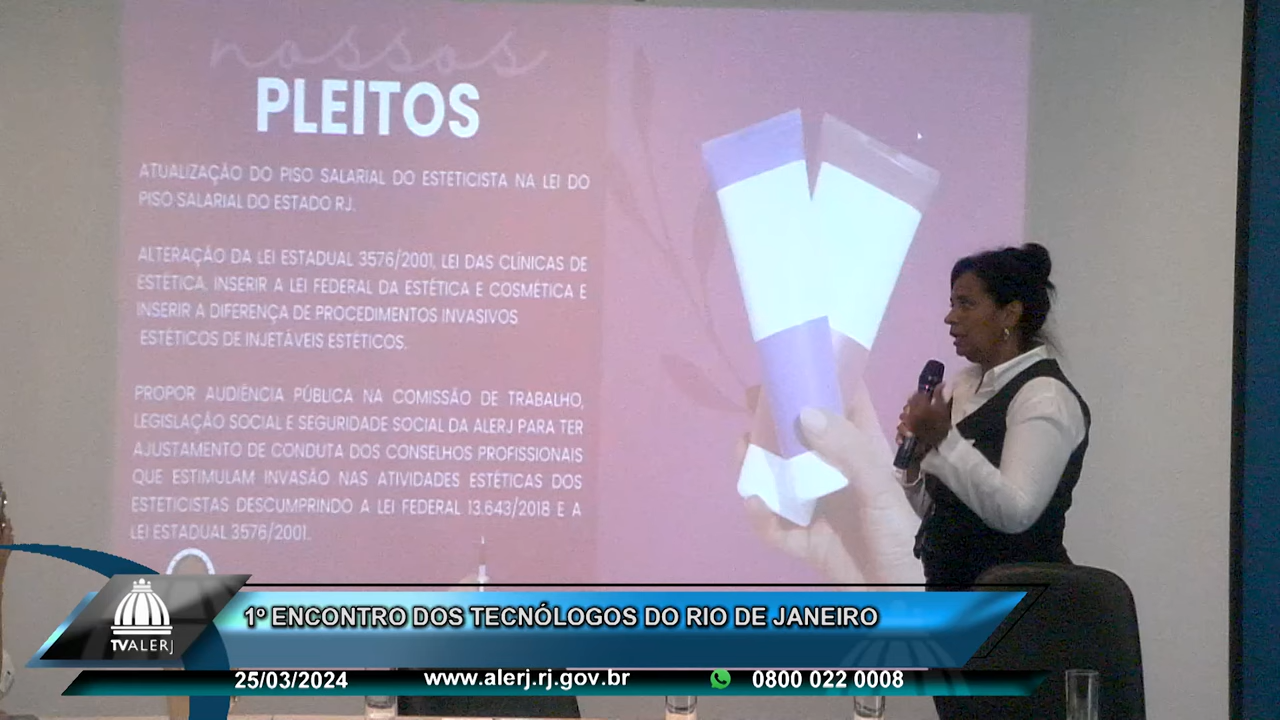 nossos
PLEITOS
ATUALIZAÇÃO DO PISO SALARIAL DO ESTETICISTA NA LEI DO
PISO SALARIAL DO ESTADO RJ.
ALTERAÇÃO DA LEI ESTADUAL 3576/2001, LEI DAS CLÍNICAS DE
ESTÉTICA. INSERIR A LEI FEDERAL DA ESTÉTICA E COSMÉTICA E
INSERIR A DIFERENÇA DE PROCEDIMENTOS INVASIVOS
ESTÉTICOS DE INJETÁVEIS ESTÉTICOS.
PROPOR AUDIÊNCIA PÚBLICA NA COMISSÃO DE TRABALHO,
LEGISLAÇÃO SOCIAL E SEGURIDADE SOCIAL DA ALERJ PARA TER
AJUSTAMENTO DE CONDUTA DOS CONSELHOS PROFISSIONAIS
QUE ESTIMULAM INVASÃO NAS ATIVIDADES ESTÉTICAS DOS
ESTETICISTAS DESCUMPRINDO A LEI FEDERAL 13.643/2018 E A
LEI ESTADUAL 3576/2001.
1º ENCONTRO DOS TECNÓLOGOS DO RIO DE JANEIRO
TV ALERJ
25/03/2024 www.alerj.rj.gov.br 0800 022 0008